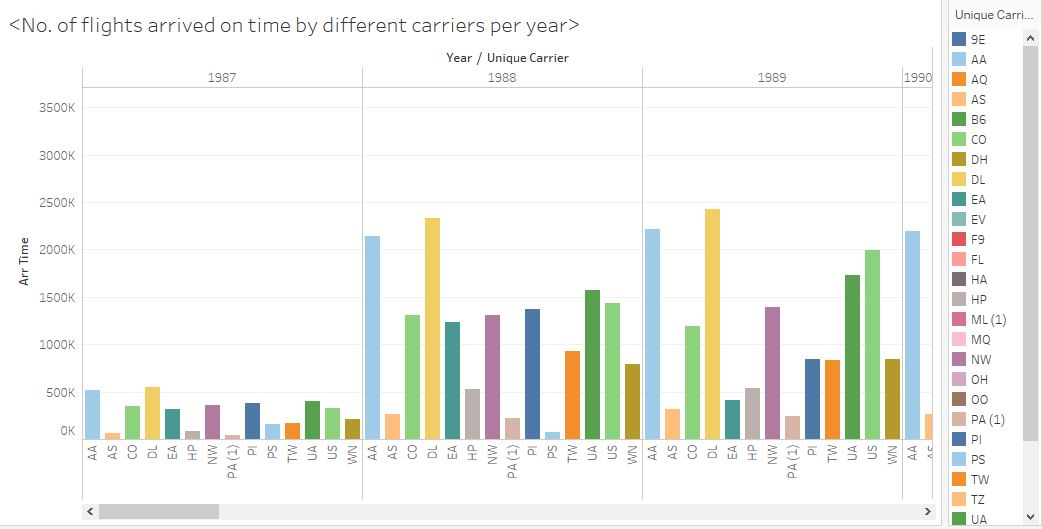 <No. of flights arrived on time by different carriers per year>
Year / Unique Carrier
1987 1988 1989 1990
3500K
3000K
2500K
2000K
1500K
1000K
500K
0K
Arr Time
AA AS CO DL EA HP NW PA (1) PI PS TW UA US WN AA AS CO DL EA HP NW PA (1) PI PS TW UA US WN AA AS CO DL EA HP NW PA (1) PI TW UA US WN AA AS
Unique Carri...
9E
AA
AQ
AS
B6
CO
DH
DL
EA
EV
F9
FL
HA
HP
ML (1)
MQ
NW
OH
OO
PA (1)
PI
PS
TW
TZ
UA